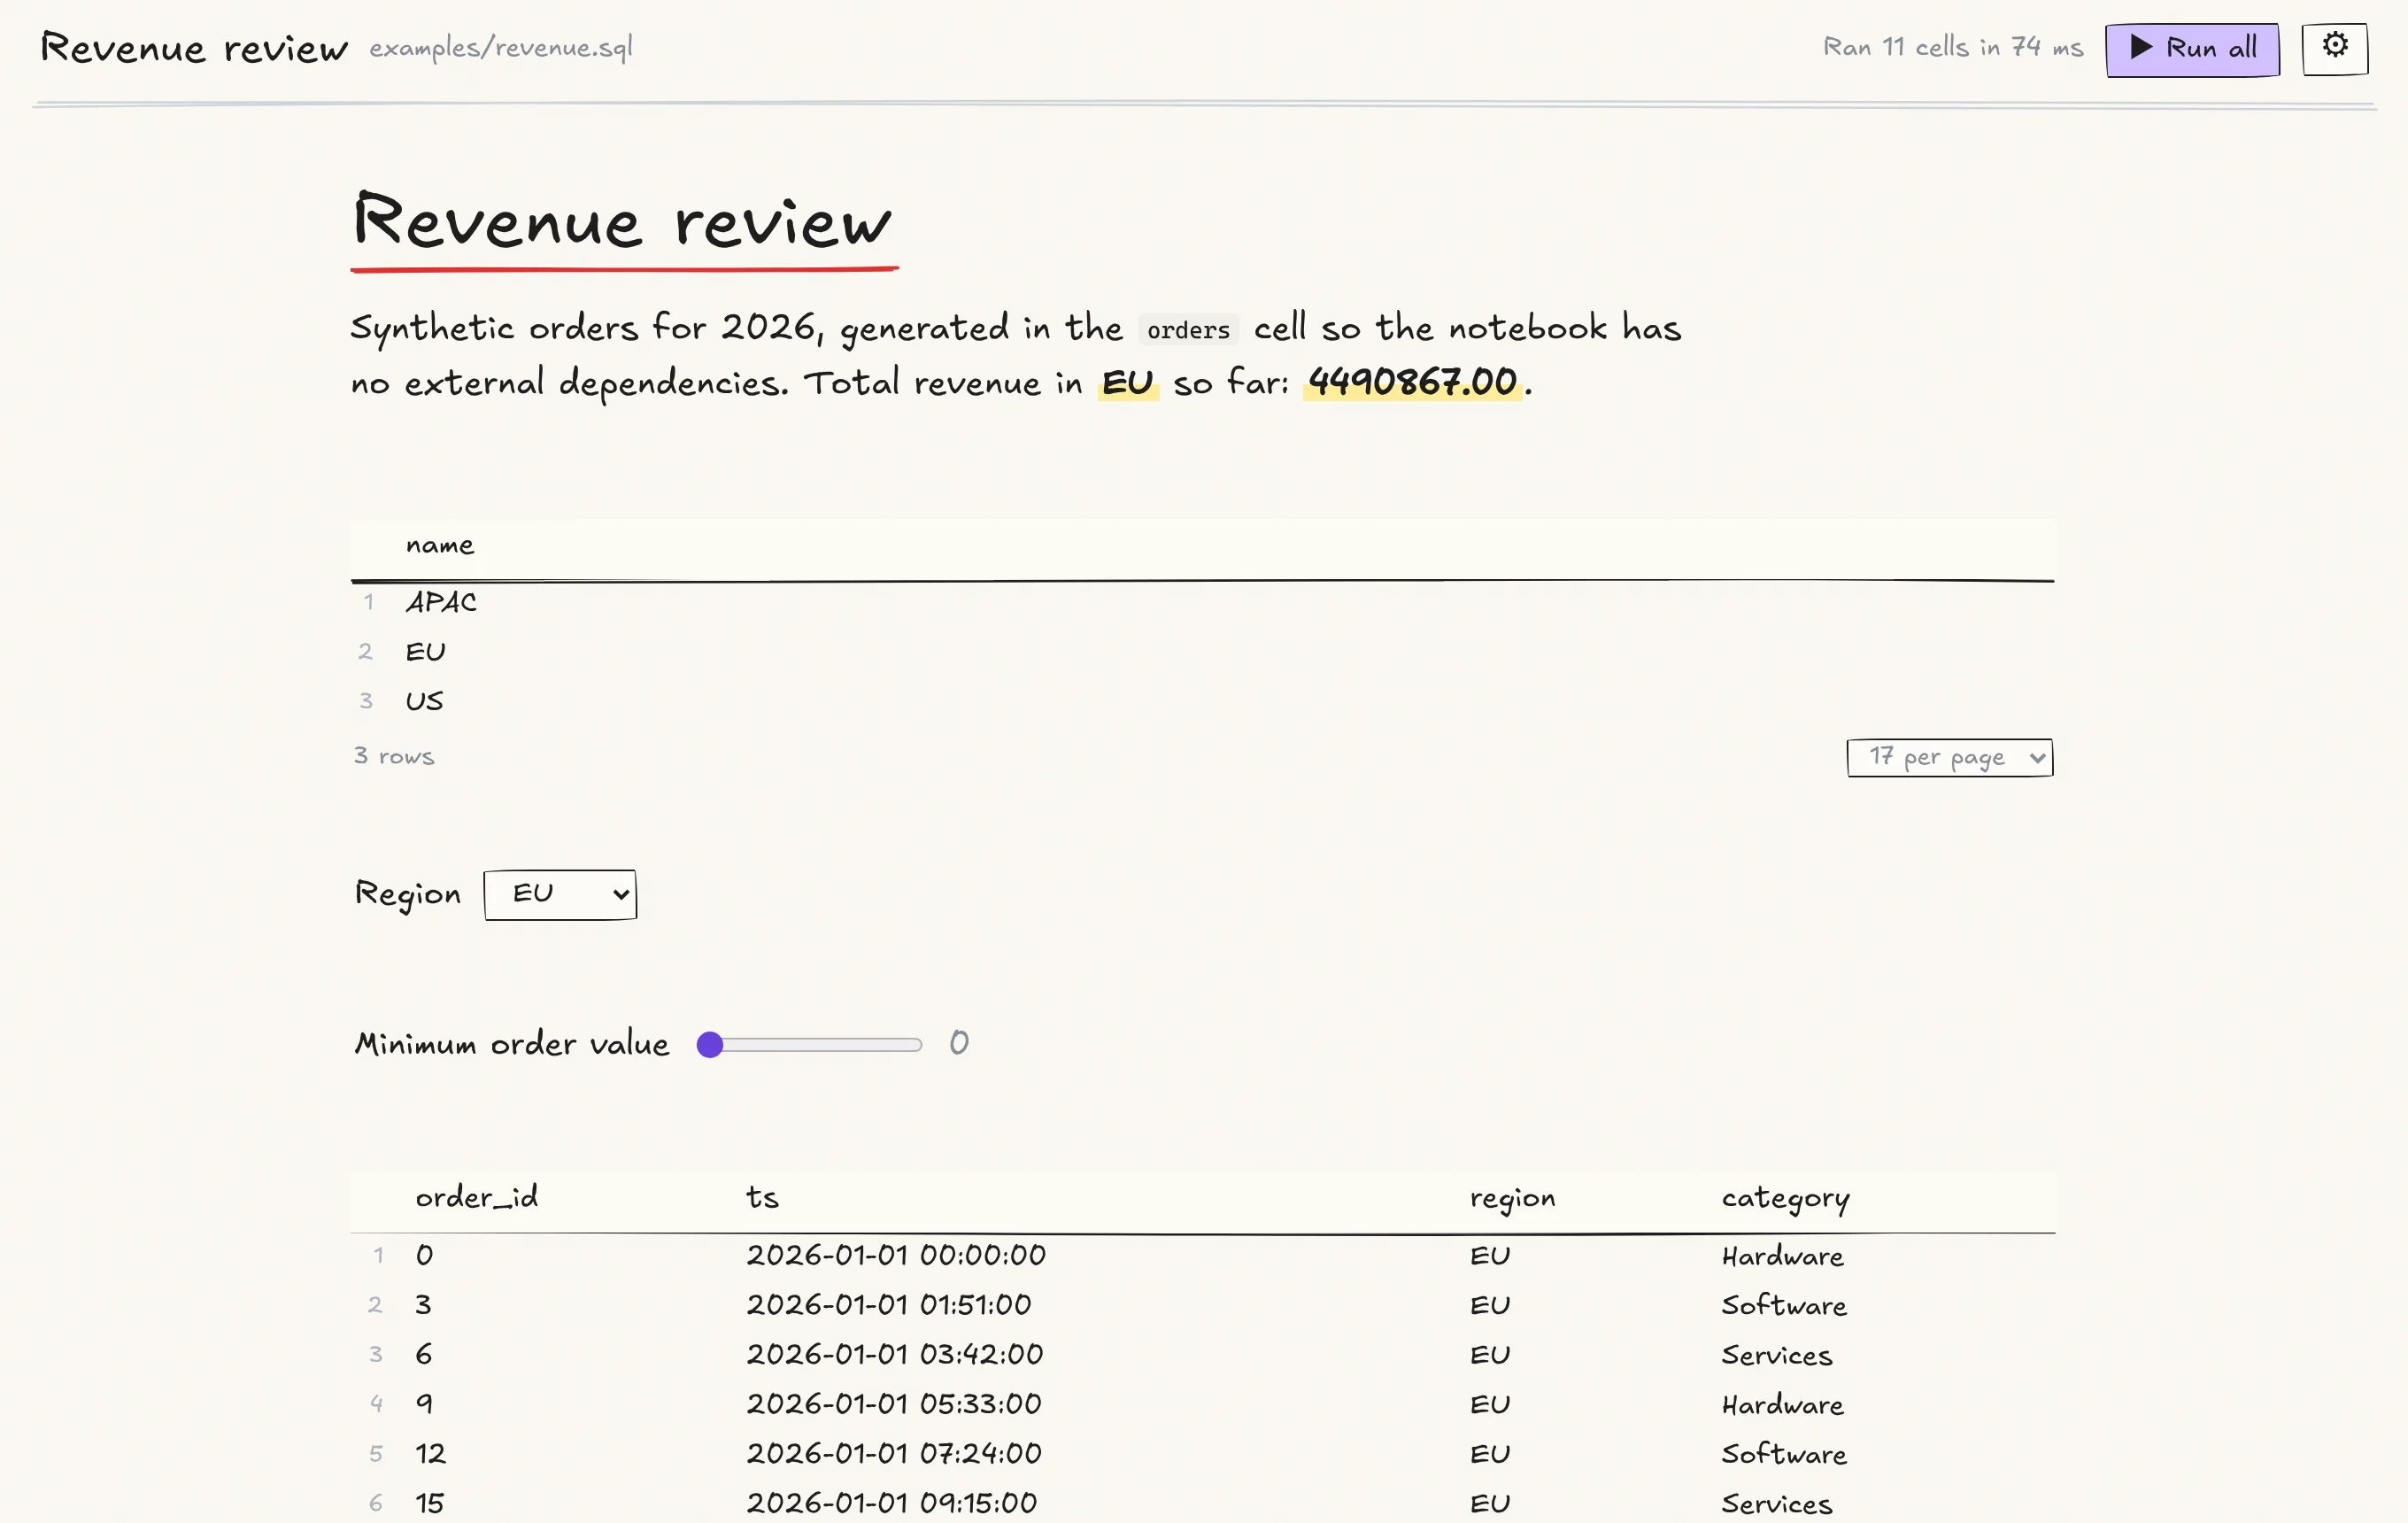 Revenue review examples/revenue.sql Ran 11 cells in 74 ms ▶ Run all ⚙
Revenue review
Synthetic orders for 2026, generated in the orders cell so the notebook has
no external dependencies. Total revenue in EU so far: 4490867.00.
name
1 APAC
2 EU
3 US
3 rows 17 per page
Region EU
Minimum order value 0
order_id ts region category
1 0 2026-01-01 00:00:00 EU Hardware
2 3 2026-01-01 01:51:00 EU Software
3 6 2026-01-01 03:42:00 EU Services
4 9 2026-01-01 05:33:00 EU Hardware
5 12 2026-01-01 07:24:00 EU Software
6 15 2026-01-01 09:15:00 EU Services